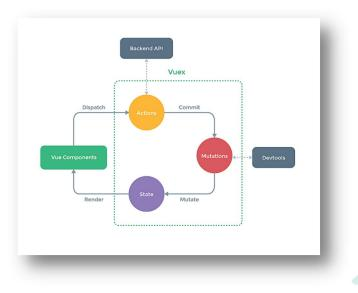 Backend API
Vuex
Dispatch
Commit
Actions
Vue Components
Mutations
Devtools
State
Render
Mutate